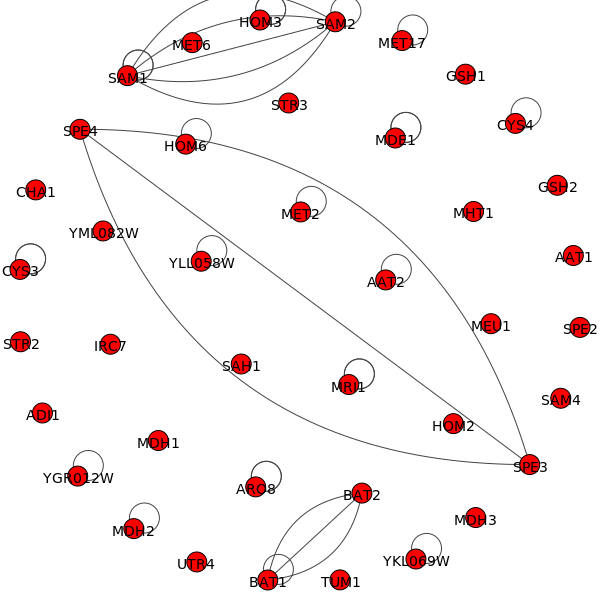 HOM3
SAM2
MET6
MET17
SAM1
GSH1
STR3
SPE4
CYS4
MDE1
HOM6
GSH2
CHA1
MET2
MHT1
YML082W
AAT1
YLL058W
CYS3
AAT2
MEU1
SPE2
STR2
IRC7
SAH1
MRI1
SAM4
ADI1
HOM2
MDH1
SPE3
YGR012W
ARO8
BAT2
MDH3
MDH2
UTR4
YKL069W
BAT1
TUM1